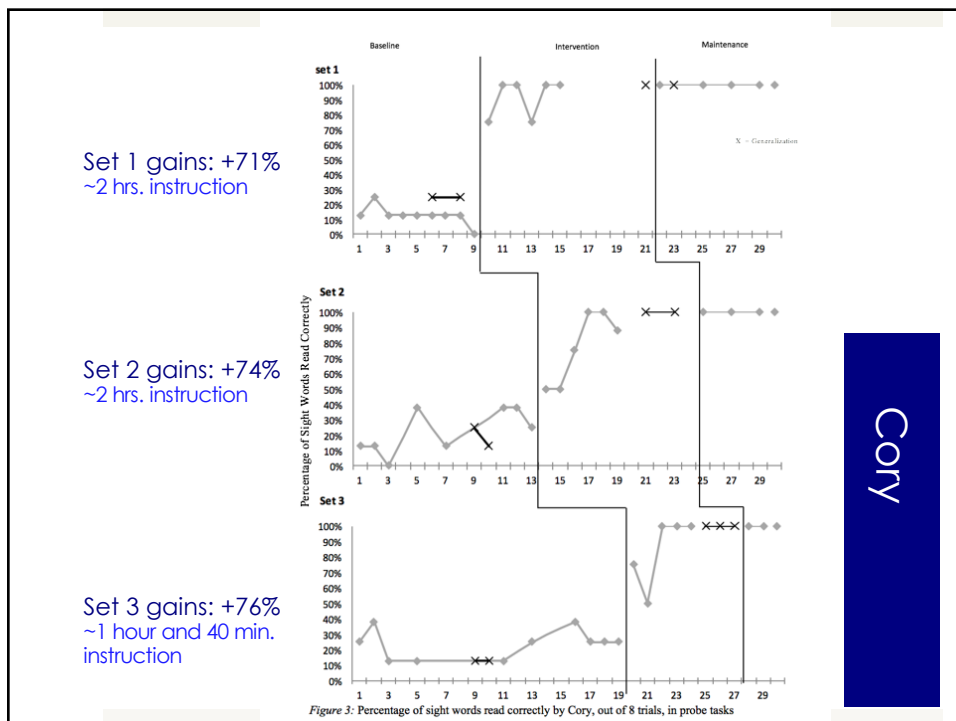 Baseline Intervention Maintenance
set 1
100%
90%
80%
70%
60%
50%
40%
30%
20%
10%
0%
1 3 5 7 9 11 13 15 17 19 21 23 25 27 29
X - Generalization
Set 1 gains: +71%
~2 hrs. instruction
Percentage of Sight Words Read Correctly
Set 2
100%
90%
80%
70%
60%
50%
40%
30%
20%
10%
0%
1 3 5 7 9 11 13 15 17 19 21 23 25 27 29
Set 2 gains: +74%
~2 hrs. instruction
Set 3
100%
90%
80%
70%
60%
50%
40%
30%
20%
10%
0%
1 3 5 7 9 11 13 15 17 19 21 23 25 27 29
Set 3 gains: +76%
~1 hour and 40 min.
instruction
Figure 3: Percentage of sight words read correctly by Cory, out of 8 trials, in probe tasks
Cory